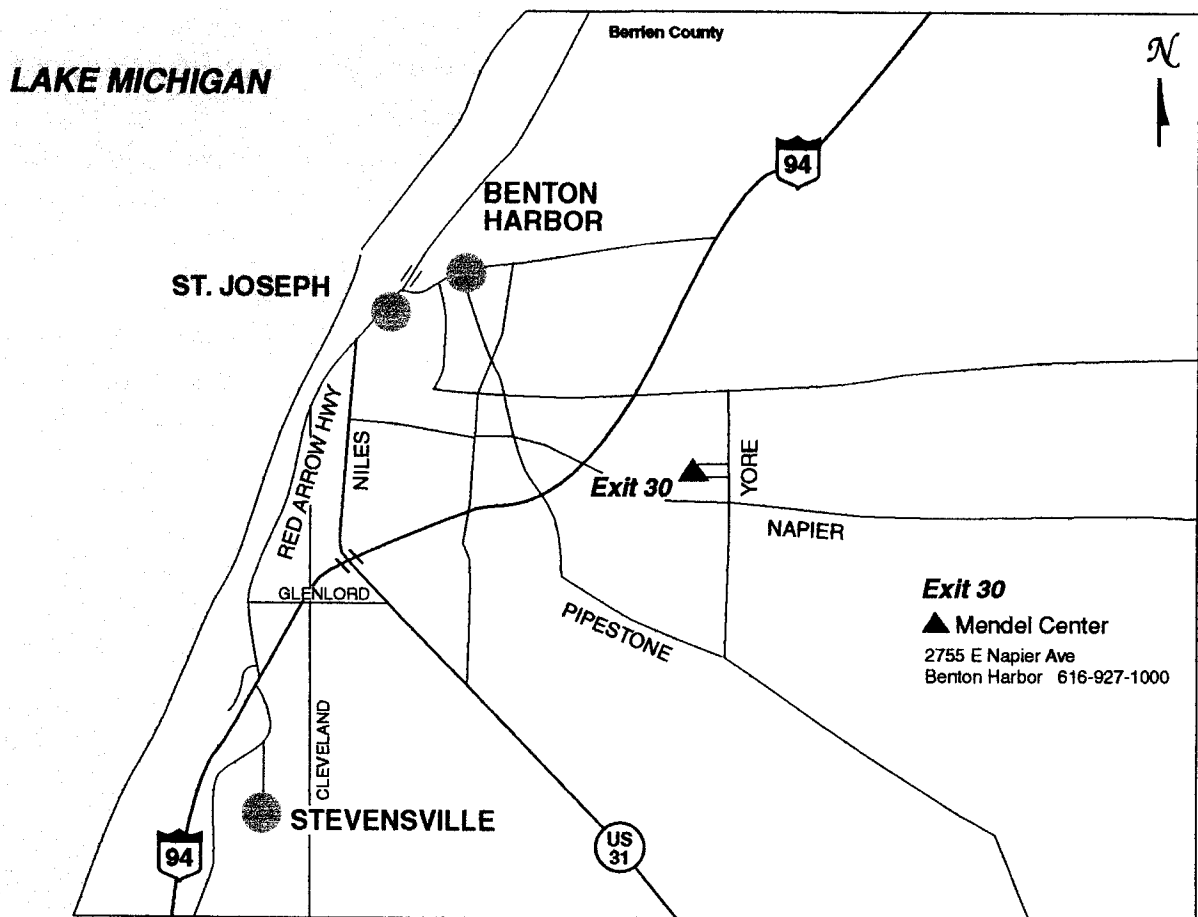 Berrien County
N
LAKE MICHIGAN
94
BENTON
HARBOR
ST. JOSEPH
RED ARROW HWY
NILES
YORE
Exit 30
NAPIER
GLENLORD
PIPESTONE
Exit 30
Mendel Center
2755 E Napier Ave
Benton Harbor 616-927-1000
CLEVELAND
STEVENSVILLE
94
US
31